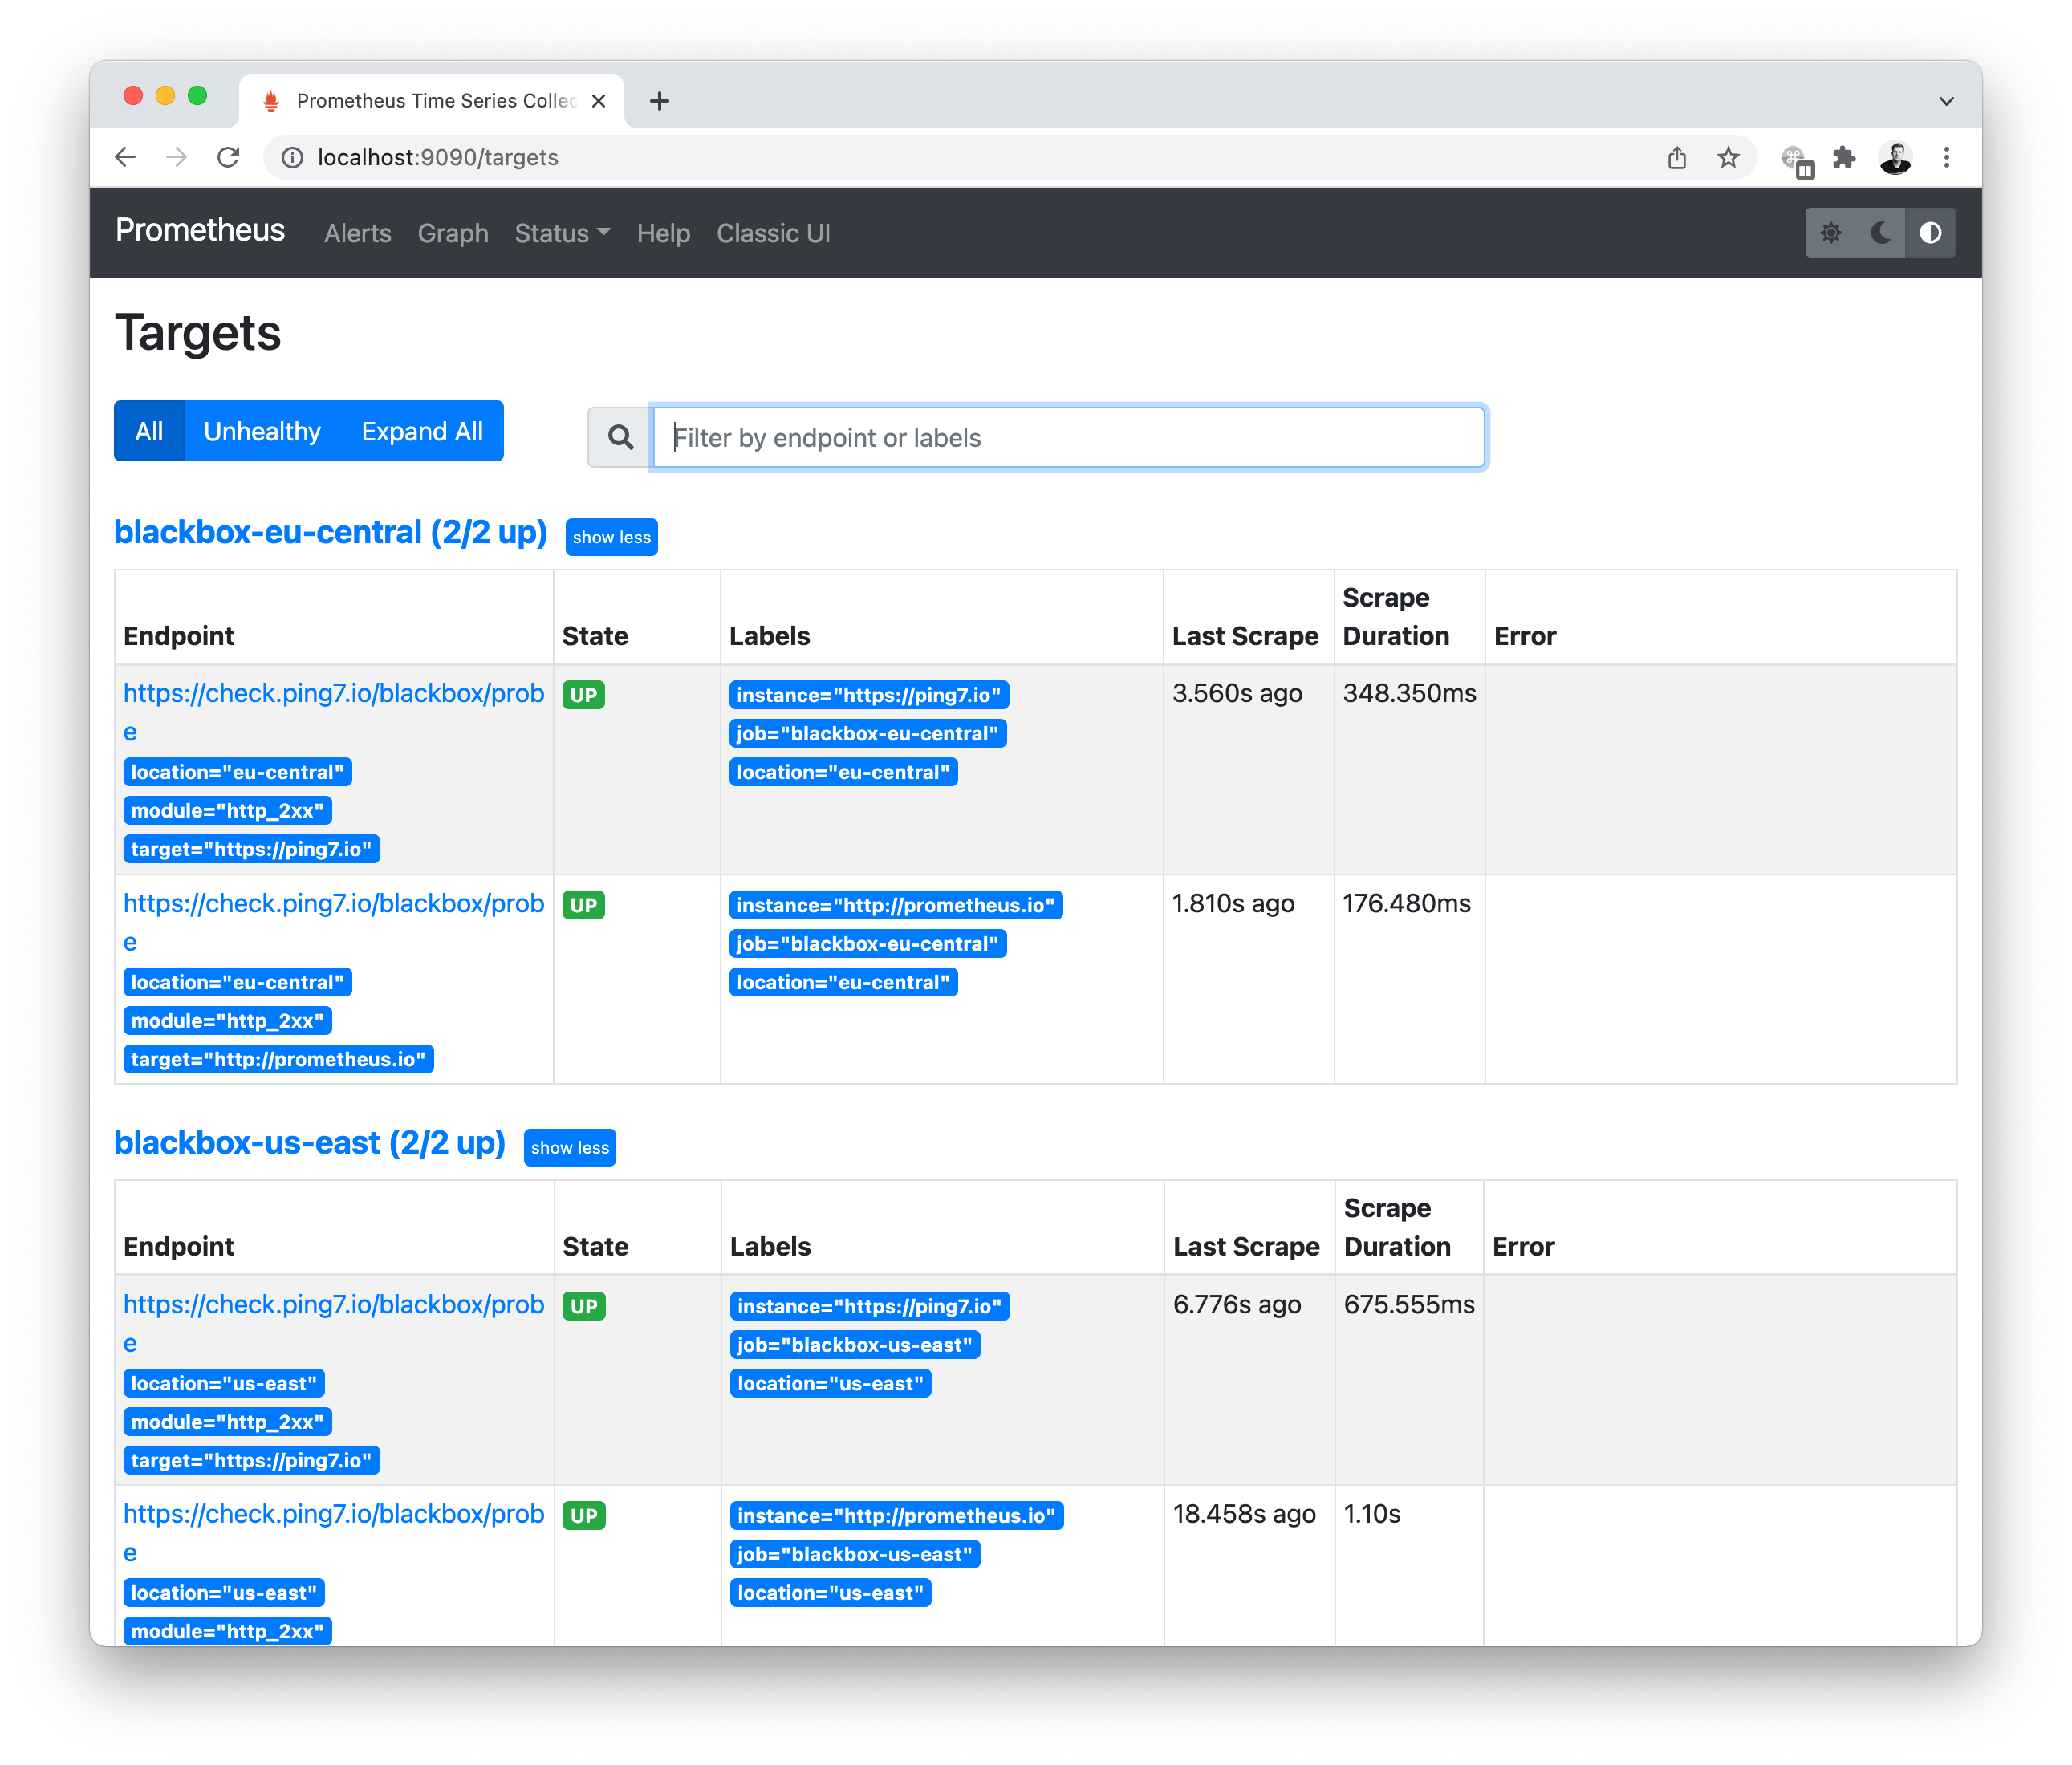 Prometheus Time Series Collec
localhost:9090/targets
Prometheus Alerts Graph Status Help Classic UI
Targets
All Unhealthy Expand All Filter by endpoint or labels
blackbox-eu-central (2/2 up) show less
Endpoint State Labels Last Scrape Scrape Duration Error
https://check.ping7.io/blackbox/prob UP instance="https://ping7.io" 3.560s ago 348.350ms
e job="blackbox-eu-central"
location="eu-central" location="eu-central"
module="http_2xx"
target="https://ping7.io"
https://check.ping7.io/blackbox/prob UP instance="http://prometheus.io" 1.810s ago 176.480ms
e job="blackbox-eu-central"
location="eu-central" location="eu-central"
module="http_2xx"
target="http://prometheus.io"
blackbox-us-east (2/2 up) show less
Endpoint State Labels Last Scrape Scrape Duration Error
https://check.ping7.io/blackbox/prob UP instance="https://ping7.io" 6.776s ago 675.555ms
e job="blackbox-us-east"
location="us-east" location="us-east"
module="http_2xx"
target="https://ping7.io"
https://check.ping7.io/blackbox/prob UP instance="http://prometheus.io" 18.458s ago 1.10s
e job="blackbox-us-east"
location="us-east" location="us-east"
module="http_2xx"